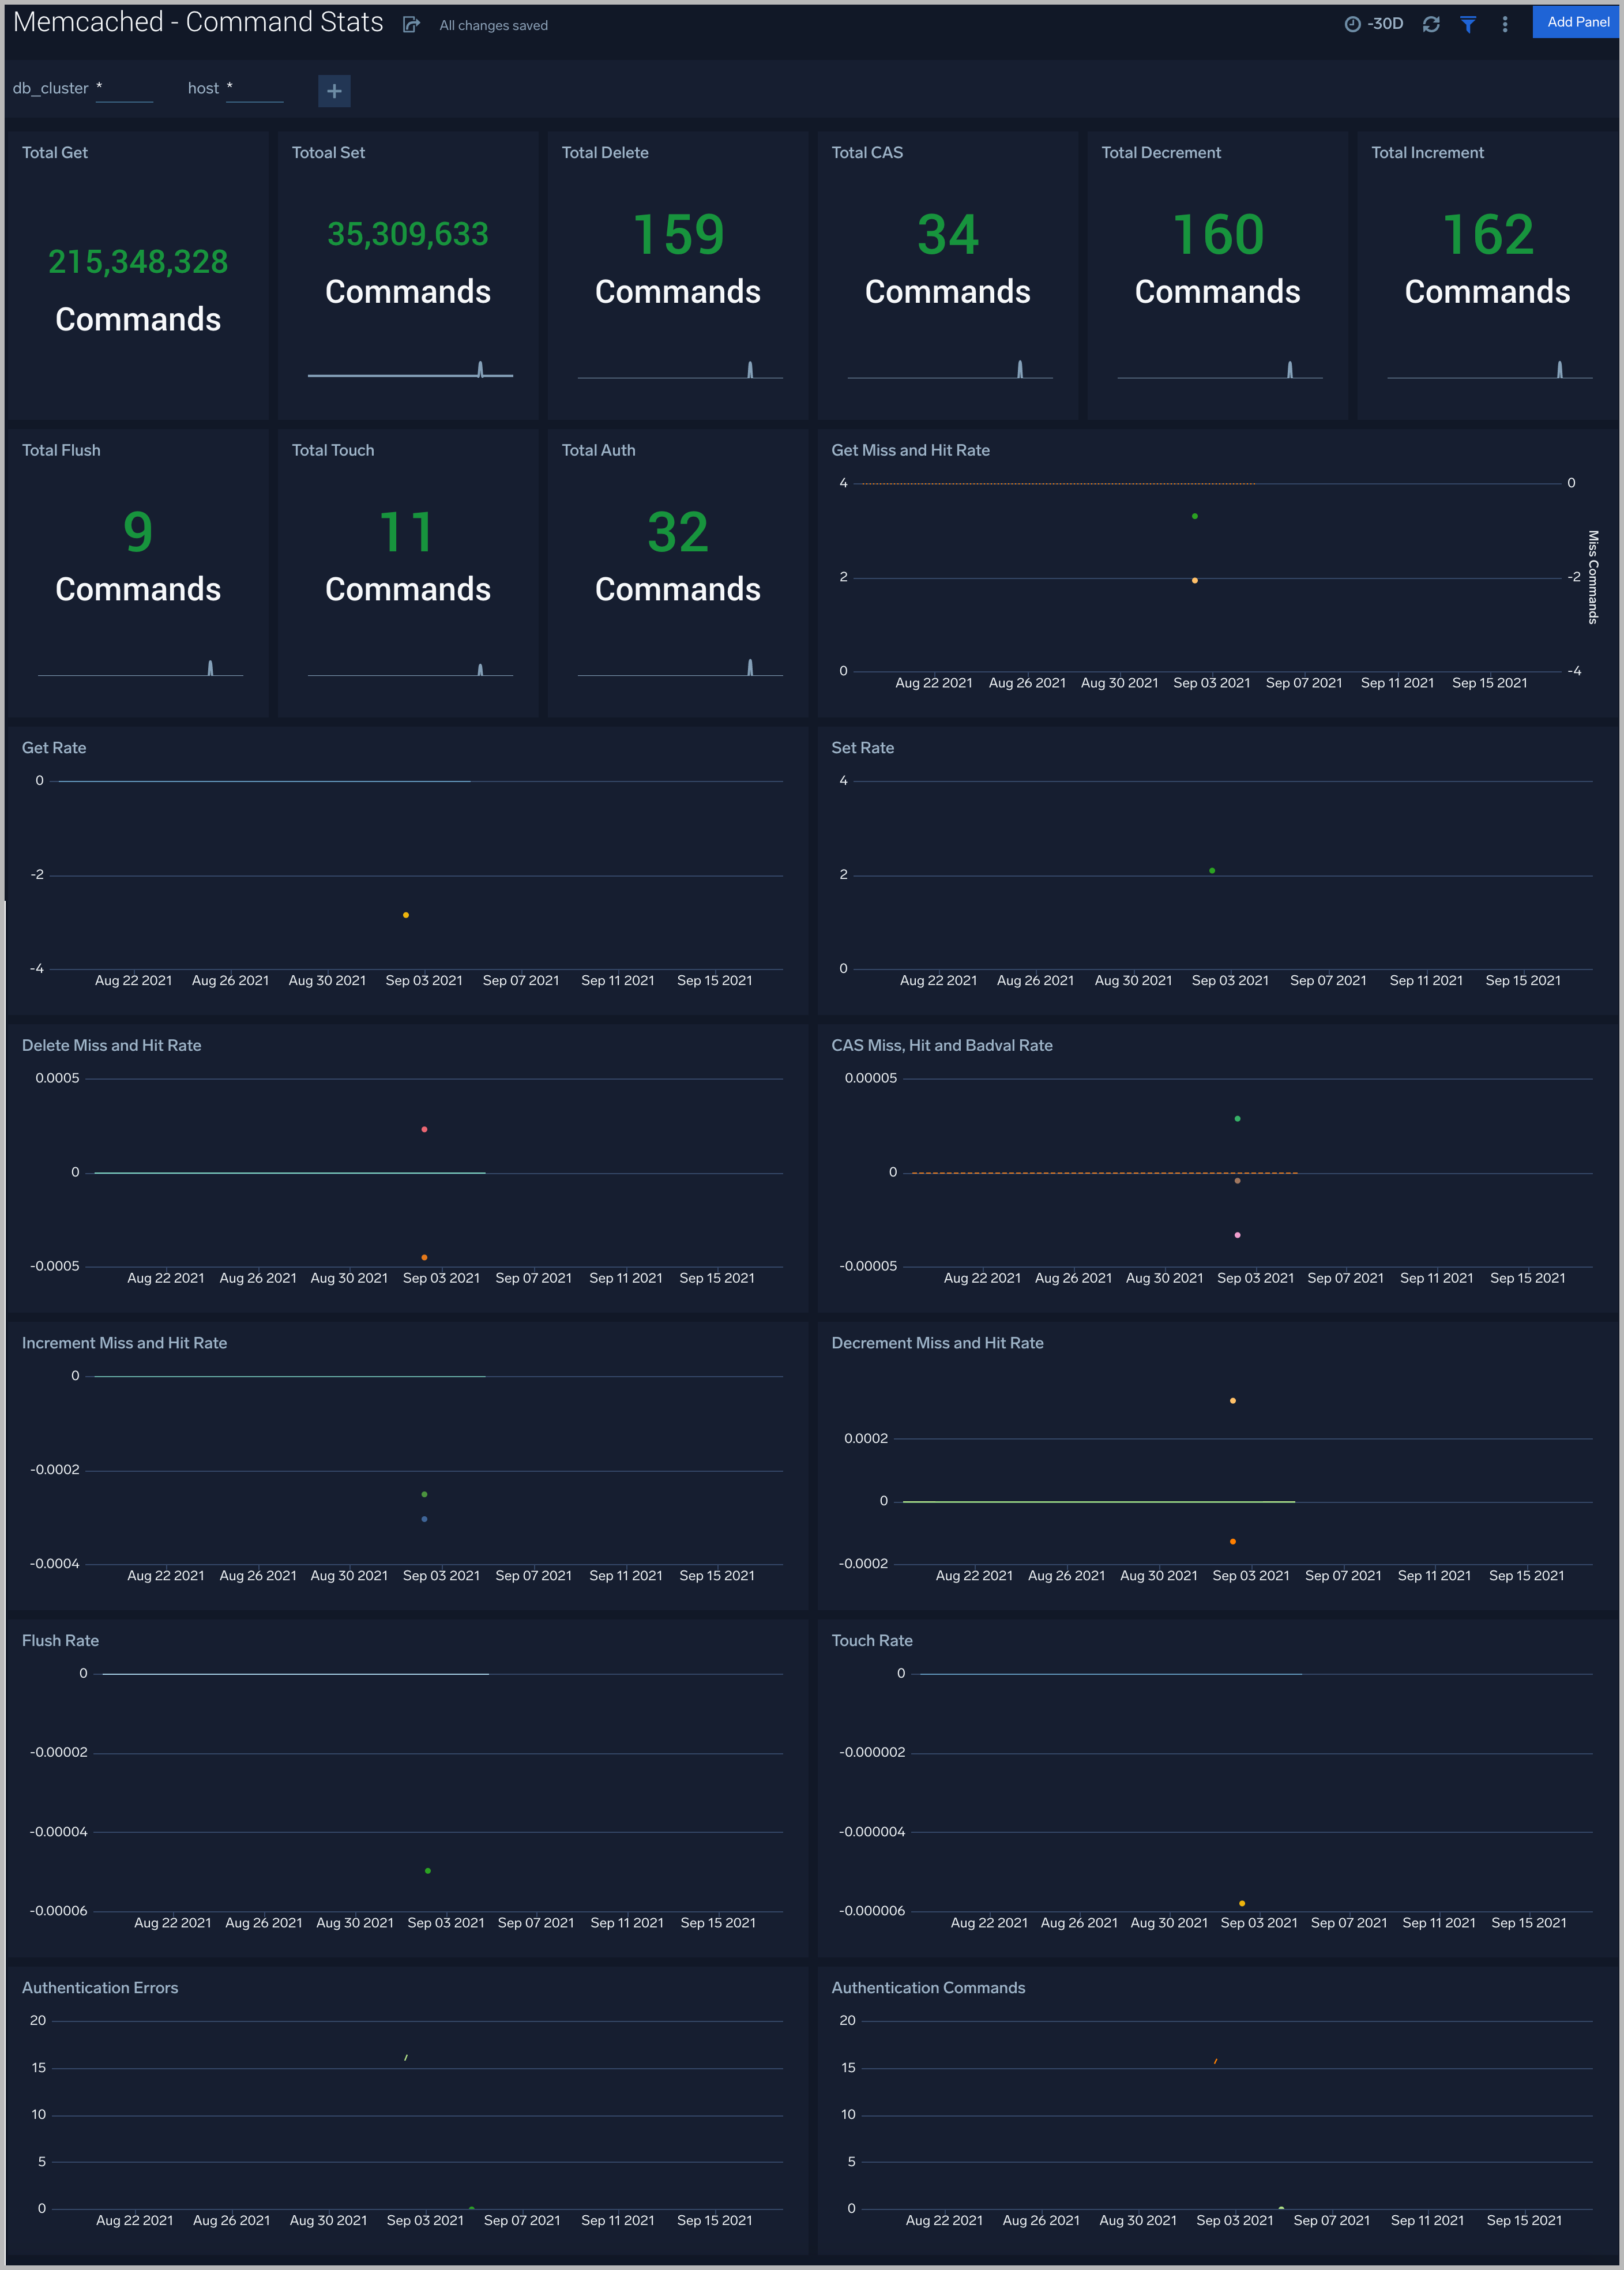 Memcached - Command Stats All changes saved -30D Add Panel
db_cluster * host * +
Total Get
215,348,328
Commands
Totoal Set
35,309,633
Commands
Total Delete
159
Commands
Total CAS
34
Commands
Total Decrement
160
Commands
Total Increment
162
Commands
Total Flush
9
Commands
Total Touch
11
Commands
Total Auth
32
Commands
Get Miss and Hit Rate
4 0
2 -2
0 -4
Miss Commands
Aug 22 2021 Aug 26 2021 Aug 30 2021 Sep 03 2021 Sep 07 2021 Sep 11 2021 Sep 15 2021
Get Rate
0
-2
-4
Aug 22 2021 Aug 26 2021 Aug 30 2021 Sep 03 2021 Sep 07 2021 Sep 11 2021 Sep 15 2021
Set Rate
4
2
0
Aug 22 2021 Aug 26 2021 Aug 30 2021 Sep 03 2021 Sep 07 2021 Sep 11 2021 Sep 15 2021
Delete Miss and Hit Rate
0.0005
0
-0.0005
Aug 22 2021 Aug 26 2021 Aug 30 2021 Sep 03 2021 Sep 07 2021 Sep 11 2021 Sep 15 2021
CAS Miss, Hit and Badval Rate
0.00005
0
-0.00005
Aug 22 2021 Aug 26 2021 Aug 30 2021 Sep 03 2021 Sep 07 2021 Sep 11 2021 Sep 15 2021
Increment Miss and Hit Rate
0
-0.0002
-0.0004
Aug 22 2021 Aug 26 2021 Aug 30 2021 Sep 03 2021 Sep 07 2021 Sep 11 2021 Sep 15 2021
Decrement Miss and Hit Rate
0.0002
0
-0.0002
Aug 22 2021 Aug 26 2021 Aug 30 2021 Sep 03 2021 Sep 07 2021 Sep 11 2021 Sep 15 2021
Flush Rate
0
-0.00002
-0.00004
-0.00006
Aug 22 2021 Aug 26 2021 Aug 30 2021 Sep 03 2021 Sep 07 2021 Sep 11 2021 Sep 15 2021
Touch Rate
0
-0.000002
-0.000004
-0.000006
Aug 22 2021 Aug 26 2021 Aug 30 2021 Sep 03 2021 Sep 07 2021 Sep 11 2021 Sep 15 2021
Authentication Errors
20
15
10
5
0
Aug 22 2021 Aug 26 2021 Aug 30 2021 Sep 03 2021 Sep 07 2021 Sep 11 2021 Sep 15 2021
Authentication Commands
20
15
10
5
0
Aug 22 2021 Aug 26 2021 Aug 30 2021 Sep 03 2021 Sep 07 2021 Sep 11 2021 Sep 15 2021